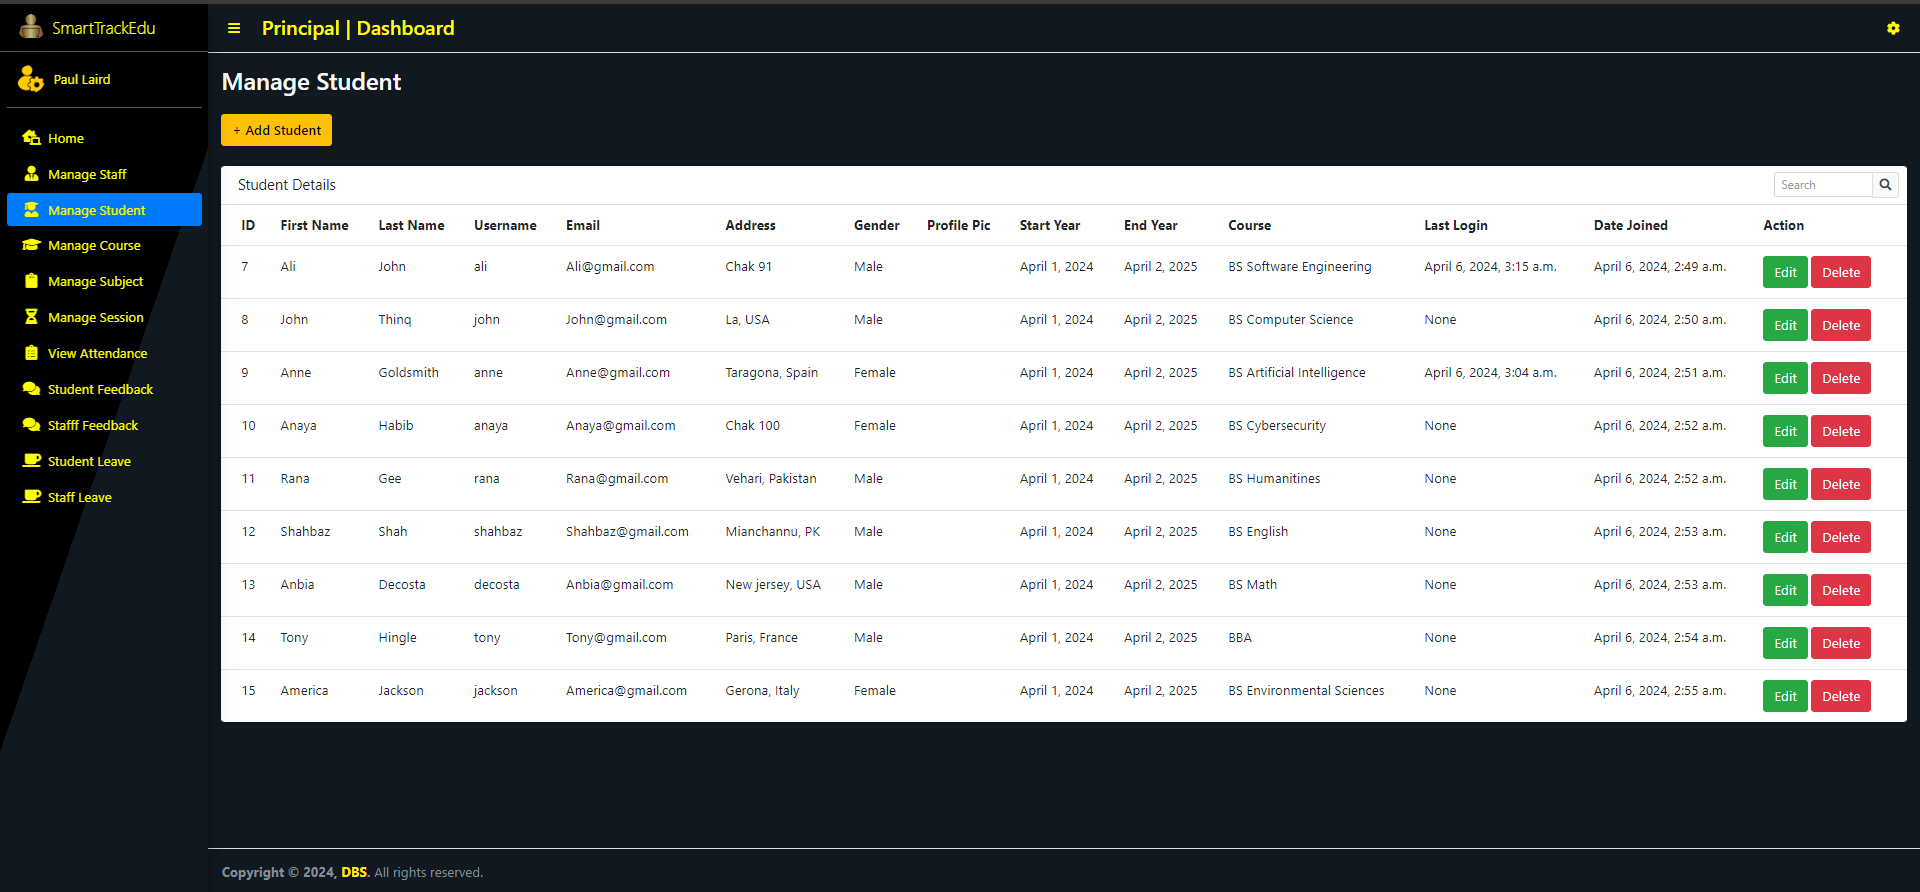 SmartTrackEdu
Principal | Dashboard
Paul Laird
Home
Manage Staff
Manage Student
Manage Course
Manage Subject
Manage Session
View Attendance
Student Feedback
Stafff Feedback
Student Leave
Staff Leave
Manage Student
+ Add Student
Student Details Search
ID First Name Last Name Username Email Address Gender Profile Pic Start Year End Year Course Last Login Date Joined Action
7 Ali John ali Ali@gmail.com Chak 91 Male April 1, 2024 April 2, 2025 BS Software Engineering April 6, 2024, 3:15 a.m. April 6, 2024, 2:49 a.m. Edit Delete
8 John Thinq john John@gmail.com La, USA Male April 1, 2024 April 2, 2025 BS Computer Science None April 6, 2024, 2:50 a.m. Edit Delete
9 Anne Goldsmith anne Anne@gmail.com Taragona, Spain Female April 1, 2024 April 2, 2025 BS Artificial Intelligence April 6, 2024, 3:04 a.m. April 6, 2024, 2:51 a.m. Edit Delete
10 Anaya Habib anaya Anaya@gmail.com Chak 100 Female April 1, 2024 April 2, 2025 BS Cybersecurity None April 6, 2024, 2:52 a.m. Edit Delete
11 Rana Gee rana Rana@gmail.com Vehari, Pakistan Male April 1, 2024 April 2, 2025 BS Humanitines None April 6, 2024, 2:52 a.m. Edit Delete
12 Shahbaz Shah shahbaz Shahbaz@gmail.com Mianchannu, PK Male April 1, 2024 April 2, 2025 BS English None April 6, 2024, 2:53 a.m. Edit Delete
13 Anbia Decosta decosta Anbia@gmail.com New jersey, USA Male April 1, 2024 April 2, 2025 BS Math None April 6, 2024, 2:53 a.m. Edit Delete
14 Tony Hingle tony Tony@gmail.com Paris, France Male April 1, 2024 April 2, 2025 BBA None April 6, 2024, 2:54 a.m. Edit Delete
15 America Jackson jackson America@gmail.com Gerona, Italy Female April 1, 2024 April 2, 2025 BS Environmental Sciences None April 6, 2024, 2:55 a.m. Edit Delete
Copyright © 2024, DBS. All rights reserved.